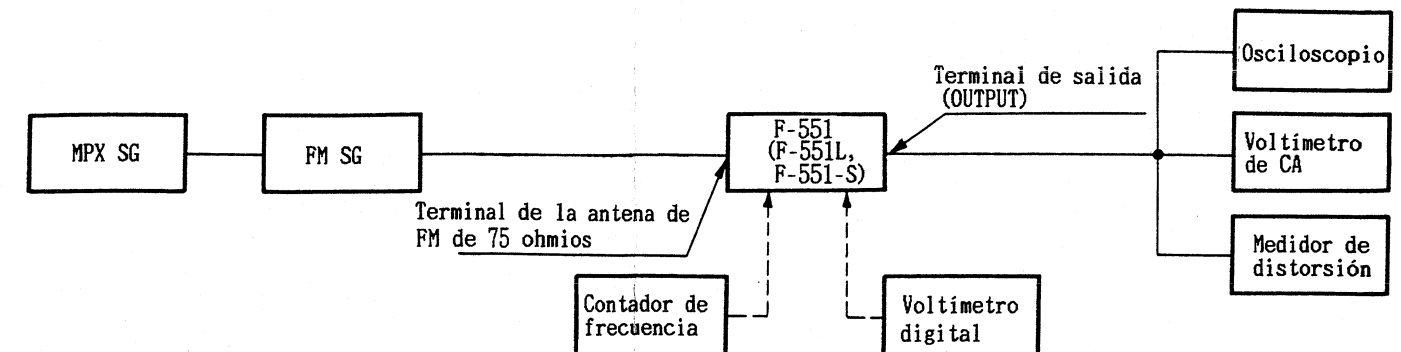 MPX SG
FM SG
Terminal de la antena de
FM de 75 ohmios
F-551
(F-551L,
F-551-S)
Terminal de salida
(OUTPUT)
Osciloscopio
Voltímetro
de CA
Medidor de
distorsión
Contador de
frecuencia
Voltímetro
digital